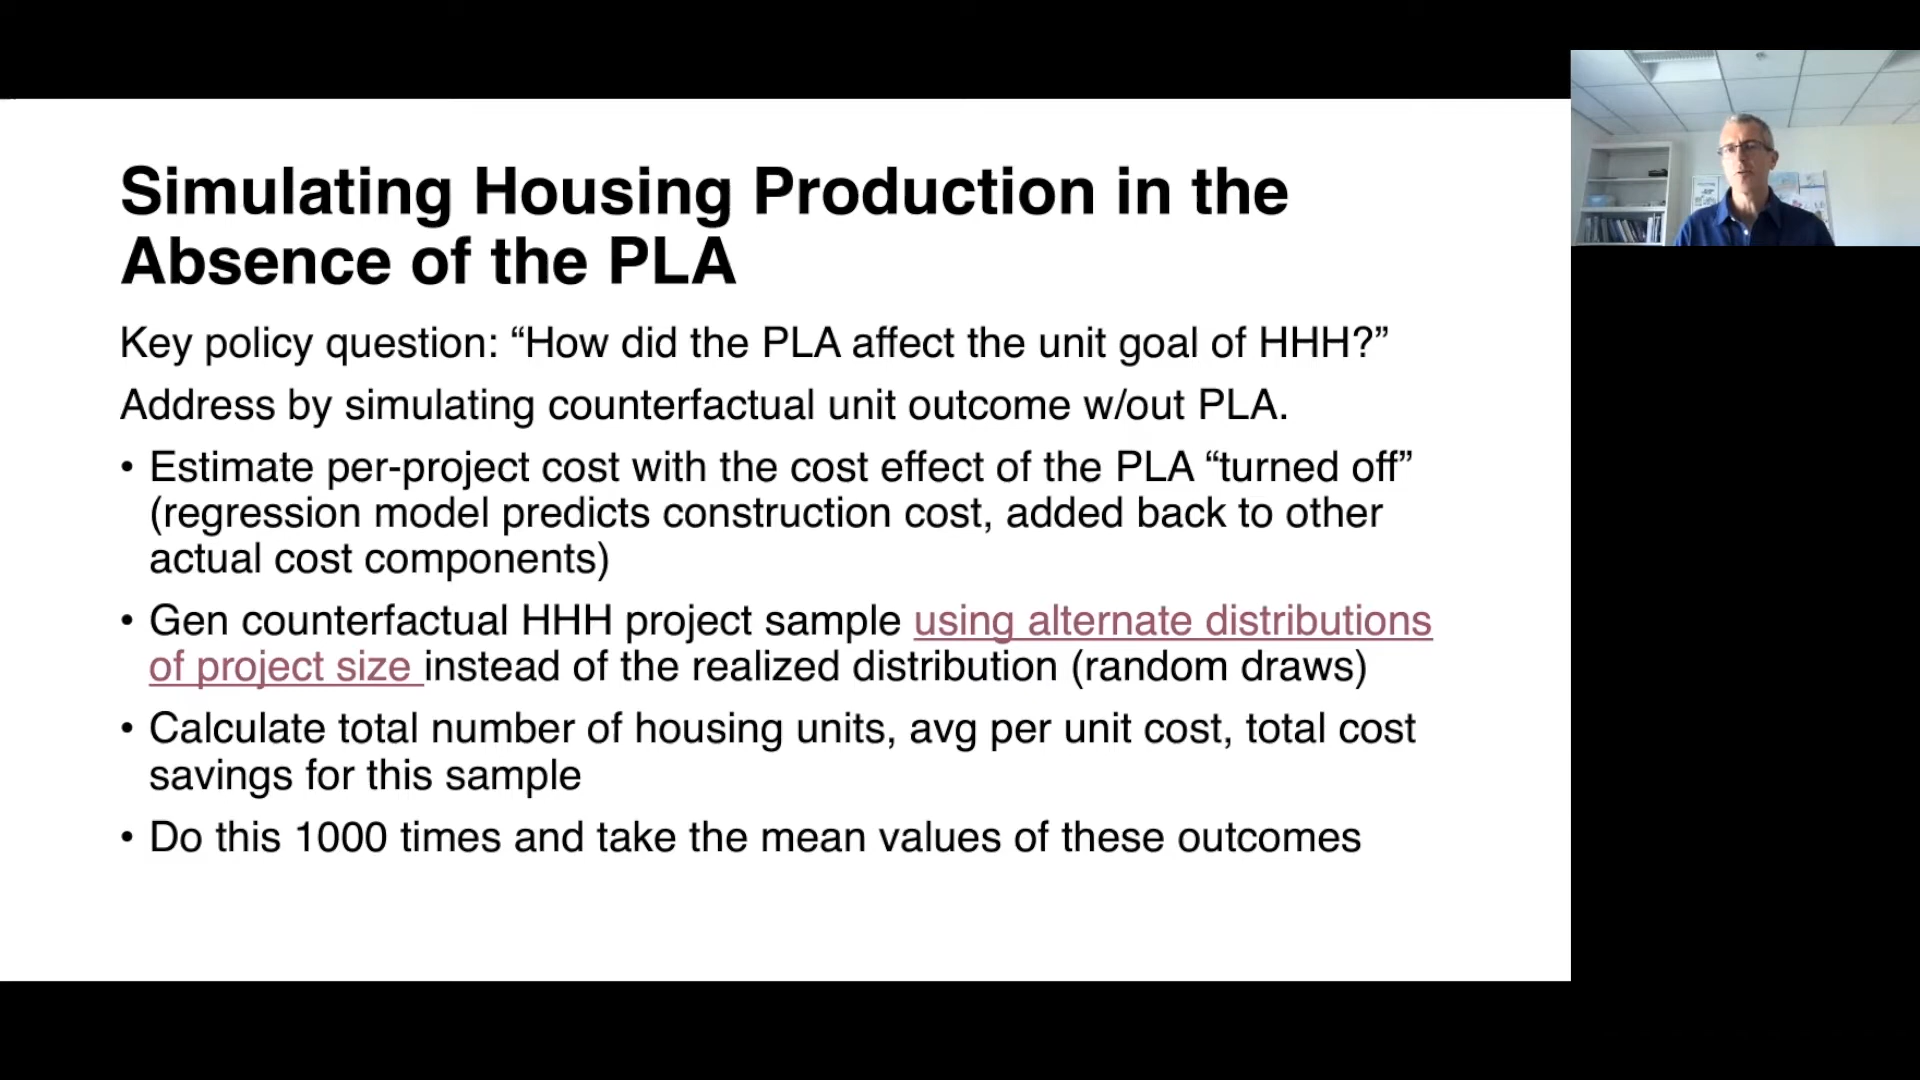 Simulating Housing Production in the
Absence of the PLA
Key policy question: “How did the PLA affect the unit goal of HHH?”
Address by simulating counterfactual unit outcome w/out PLA.
• Estimate per-project cost with the cost effect of the PLA “turned off”
(regression model predicts construction cost, added back to other
actual cost components)
• Gen counterfactual HHH project sample using alternate distributions
of project size instead of the realized distribution (random draws)
• Calculate total number of housing units, avg per unit cost, total cost
savings for this sample
• Do this 1000 times and take the mean values of these outcomes